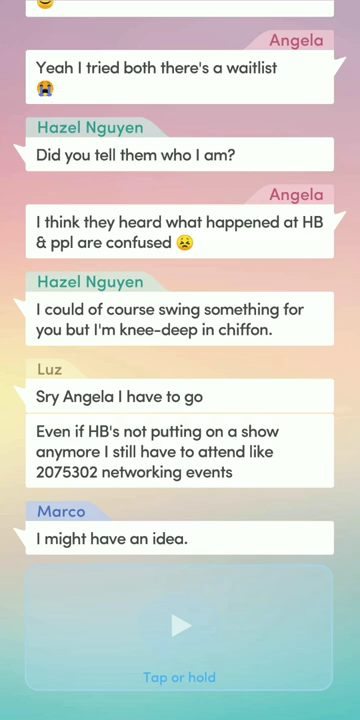 Angela
Yeah I tried both there's a waitlist
😭
Hazel Nguyen
Did you tell them who I am?
Angela
I think they heard what happened at HB
& ppl are confused 😣
Hazel Nguyen
I could of course swing something for
you but I'm knee-deep in chiffon.
Luz
Sry Angela I have to go
Even if HB's not putting on a show
anymore I still have to attend like
2075302 networking events
Marco
I might have an idea.
Tap or hold